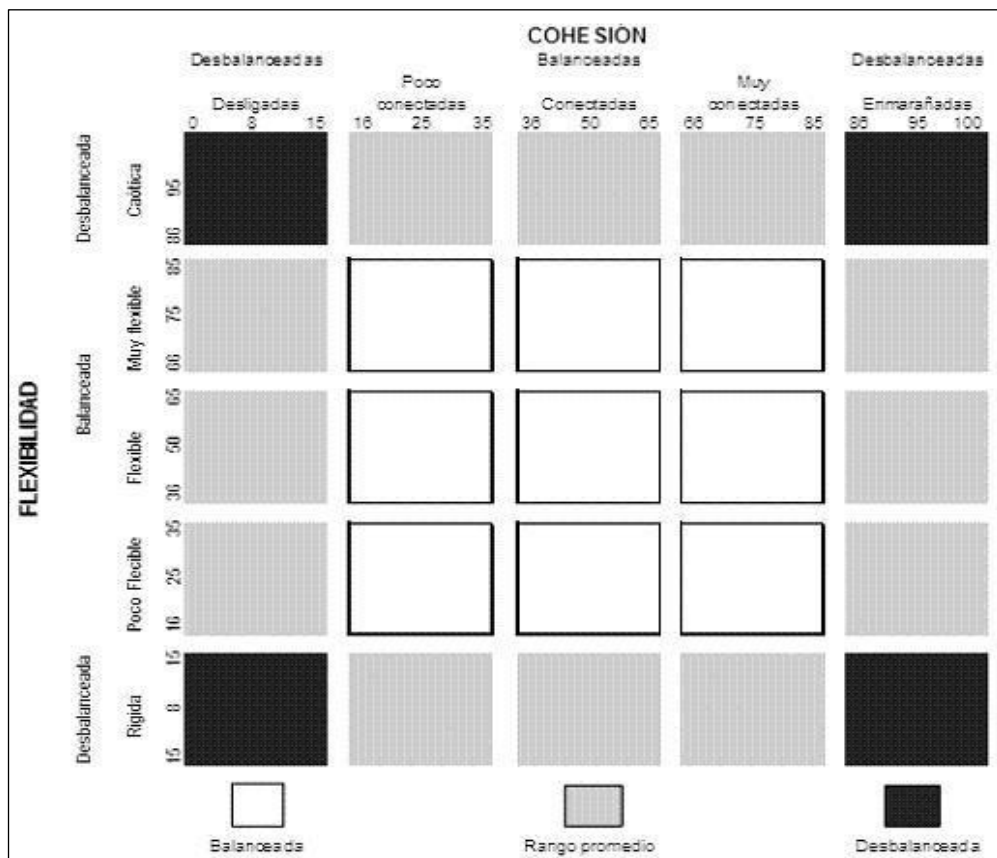 COHE SIÓN
Desbalanceadas Balanceadas Desbalanceadas
Desligadas Poco conectadas Conectadas Muy conectadas Enmarañadas
0 8 15 16 25 35 36 50 65 66 75 85 86 95 100
FLEXIBILIDAD
Desbalanceada
Caótica
86 95
Balanceada
Muy flexible
66 75 85
Flexible
36 50 65
Poco Flecible
16 25 35
Desbalanceada
Rígida
15 8 15
Balanceada Rango promedio Desbalanceada